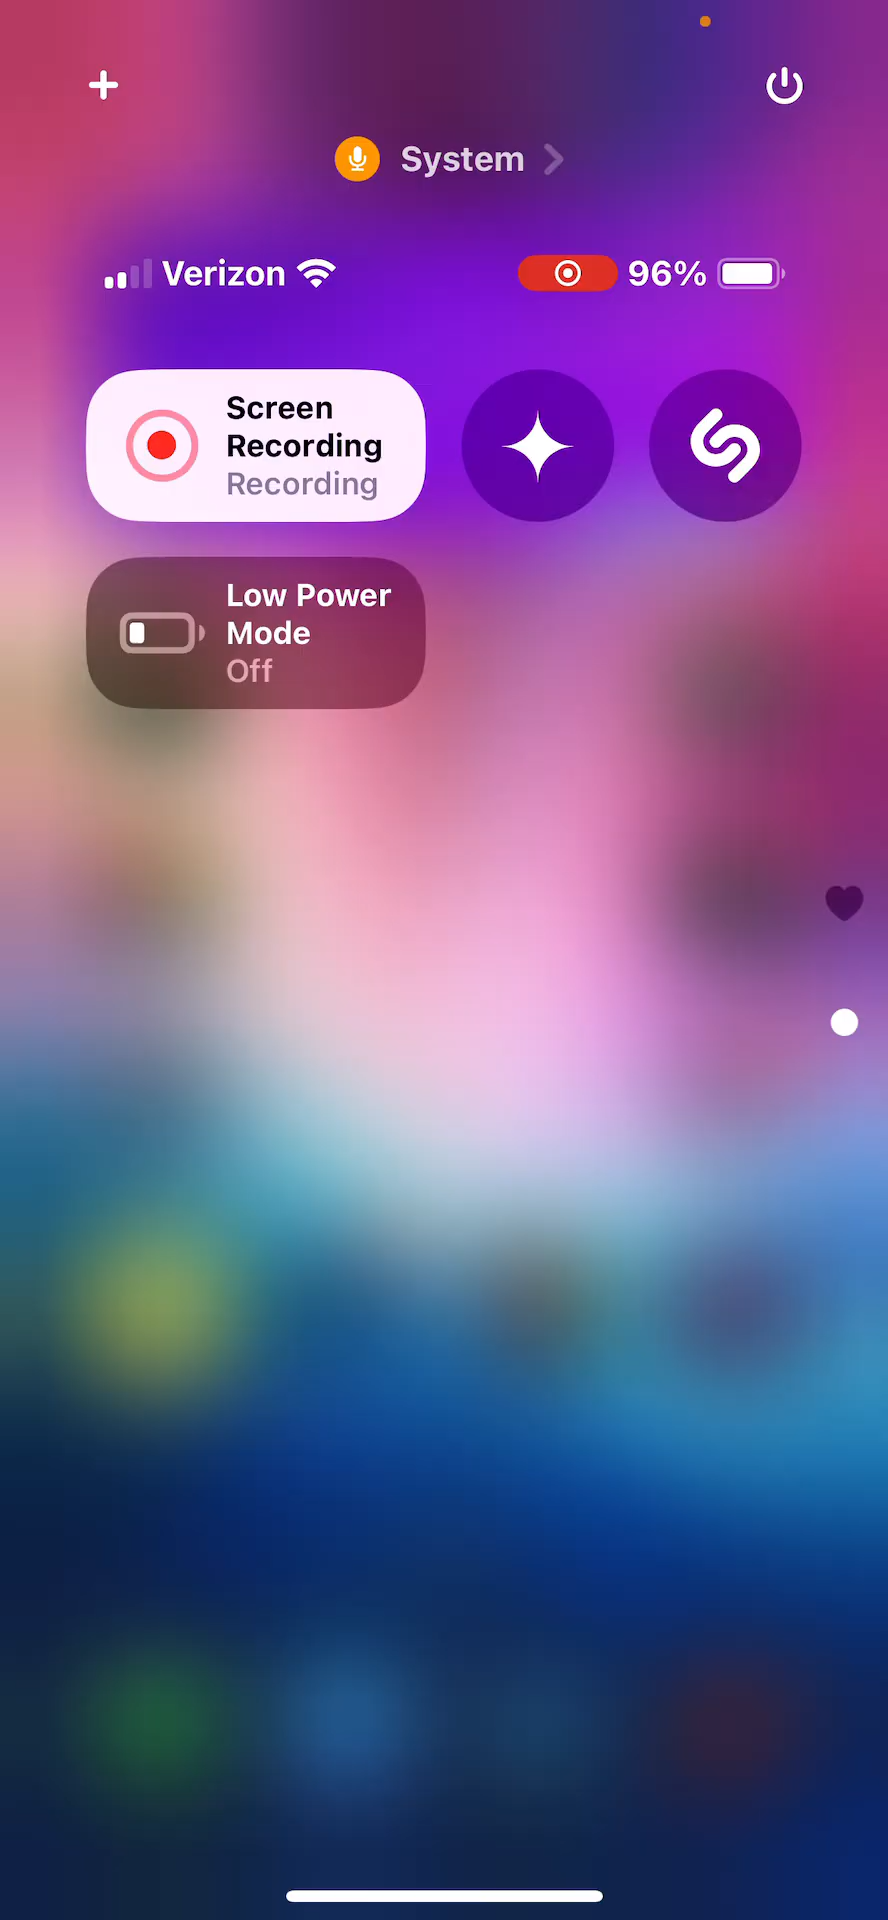 System
Verizon 96%
Screen
Recording
Recording
Low Power
Mode
Off